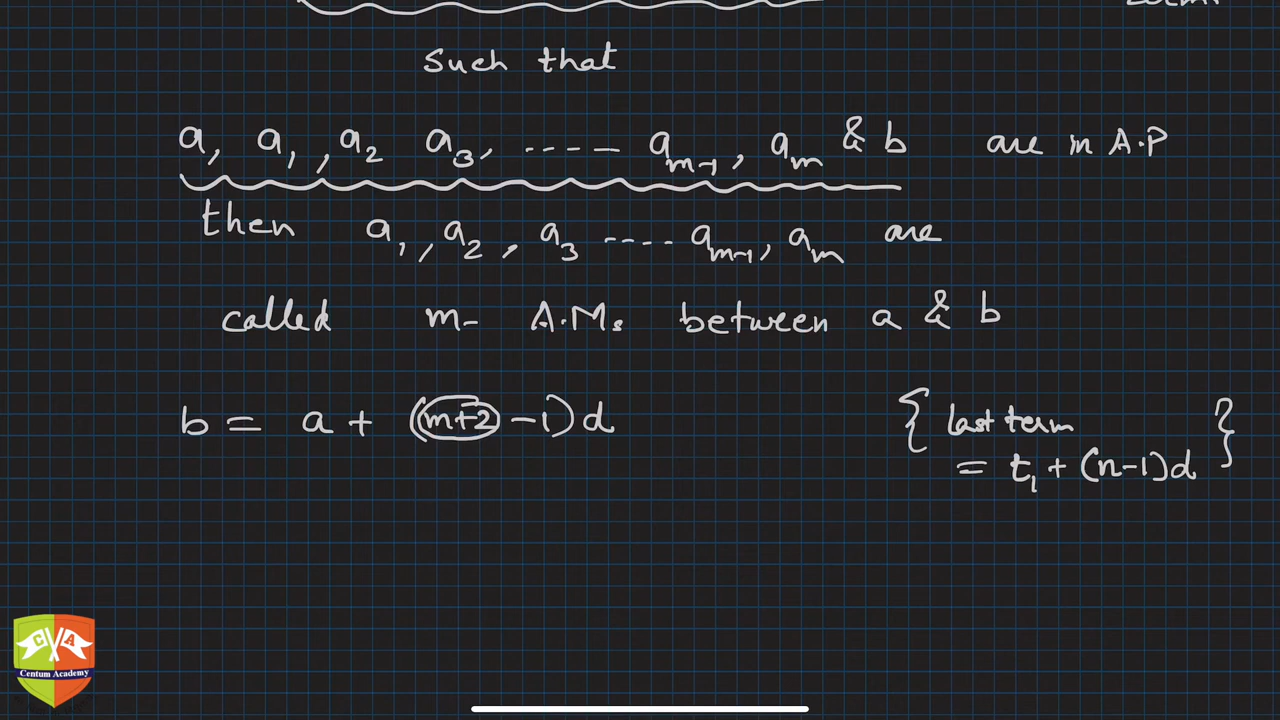 Such that
a, a₁, a₂ a₃, ----- aₘ₋₁, aₘ & b are in A.P
then a₁, a₂, a₃ ----- aₘ₋₁, aₘ are
called m- A.Ms between a & b
b = a + (m+2 -1)d { last term
= t₁ + (n-1)d }
C A
Centum Academy